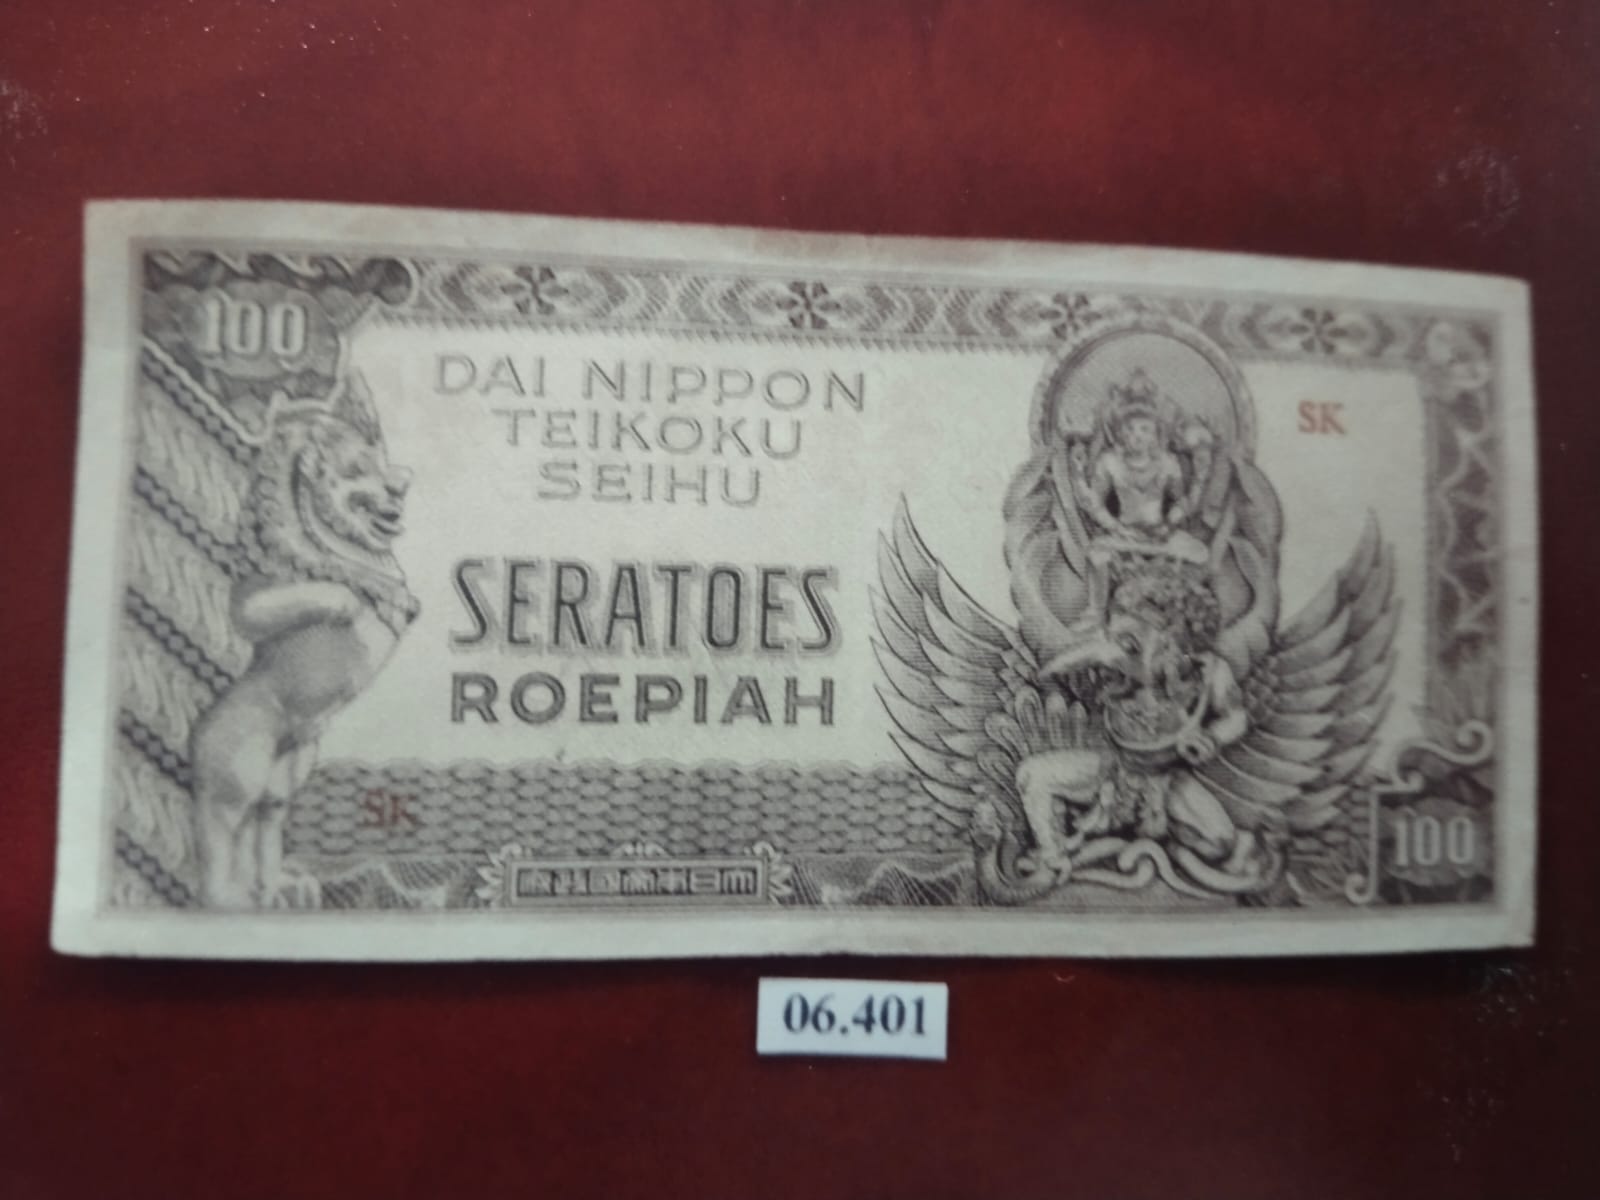 100
DAI NIPPON
TEIKOKU
SEIHU
SK
SERATOES
ROEPIAH
SK
100
06.401